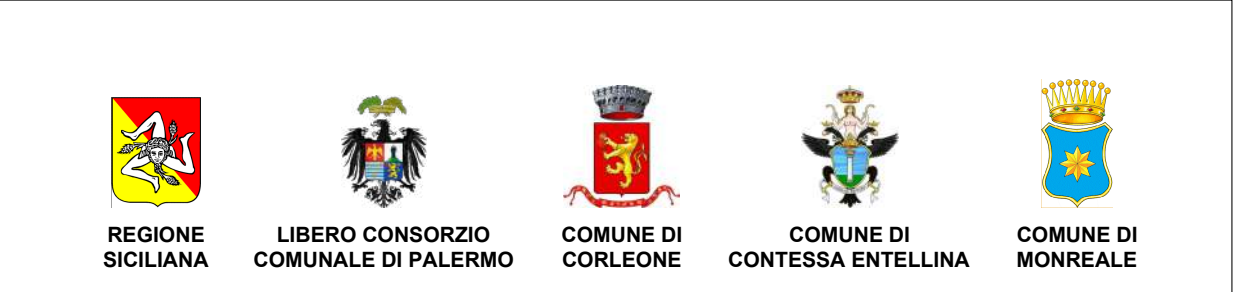 REGIONE
SICILIANA
LIBERO CONSORZIO
COMUNALE DI PALERMO
COMUNE DI
CORLEONE
COMUNE DI
CONTESSA ENTELLINA
COMUNE DI
MONREALE